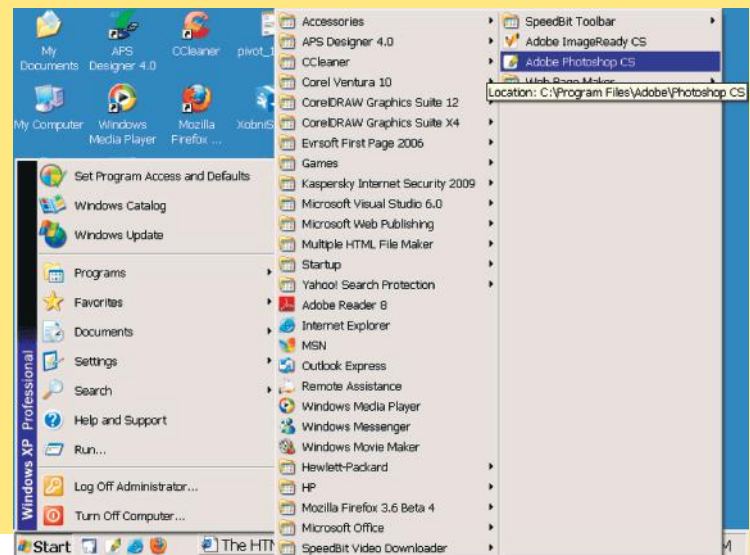 My Documents
APS Designer 4.0
CCleaner
pivot_1
My Computer
Windows Media Player
Mozilla Firefox ...
XobniS
Set Program Access and Defaults
Windows Catalog
Windows Update
Programs
Favorites
Documents
Settings
Search
Help and Support
Run...
Log Off Administrator...
Turn Off Computer...
Windows XP Professional
Start
The HTM
Accessories
APS Designer 4.0
CCleaner
Corel Ventura 10
CorelDRAW Graphics Suite 12
CorelDRAW Graphics Suite X4
Evrsoft First Page 2006
Games
Kaspersky Internet Security 2009
Microsoft Visual Studio 6.0
Microsoft Web Publishing
Multiple HTML File Maker
Startup
Yahoo! Search Protection
Adobe Reader 8
Internet Explorer
MSN
Outlook Express
Remote Assistance
Windows Media Player
Windows Messenger
Windows Movie Maker
Hewlett-Packard
HP
Mozilla Firefox 3.6 Beta 4
Microsoft Office
SpeedBit Video Downloader
SpeedBit Toolbar
Adobe ImageReady CS
Adobe Photoshop CS
Web Page Maker
Location: C:\Program Files\Adobe\Photoshop CS
M